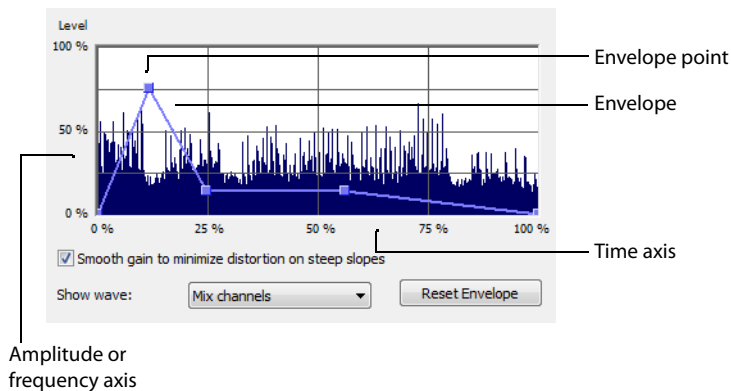 Level
100 %
Envelope point
Envelope
50 %
0 %
0 % 25 % 50 % 75 % 100 %
Time axis
Smooth gain to minimize distortion on steep slopes
Show wave: Mix channels Reset Envelope
Amplitude or
frequency axis